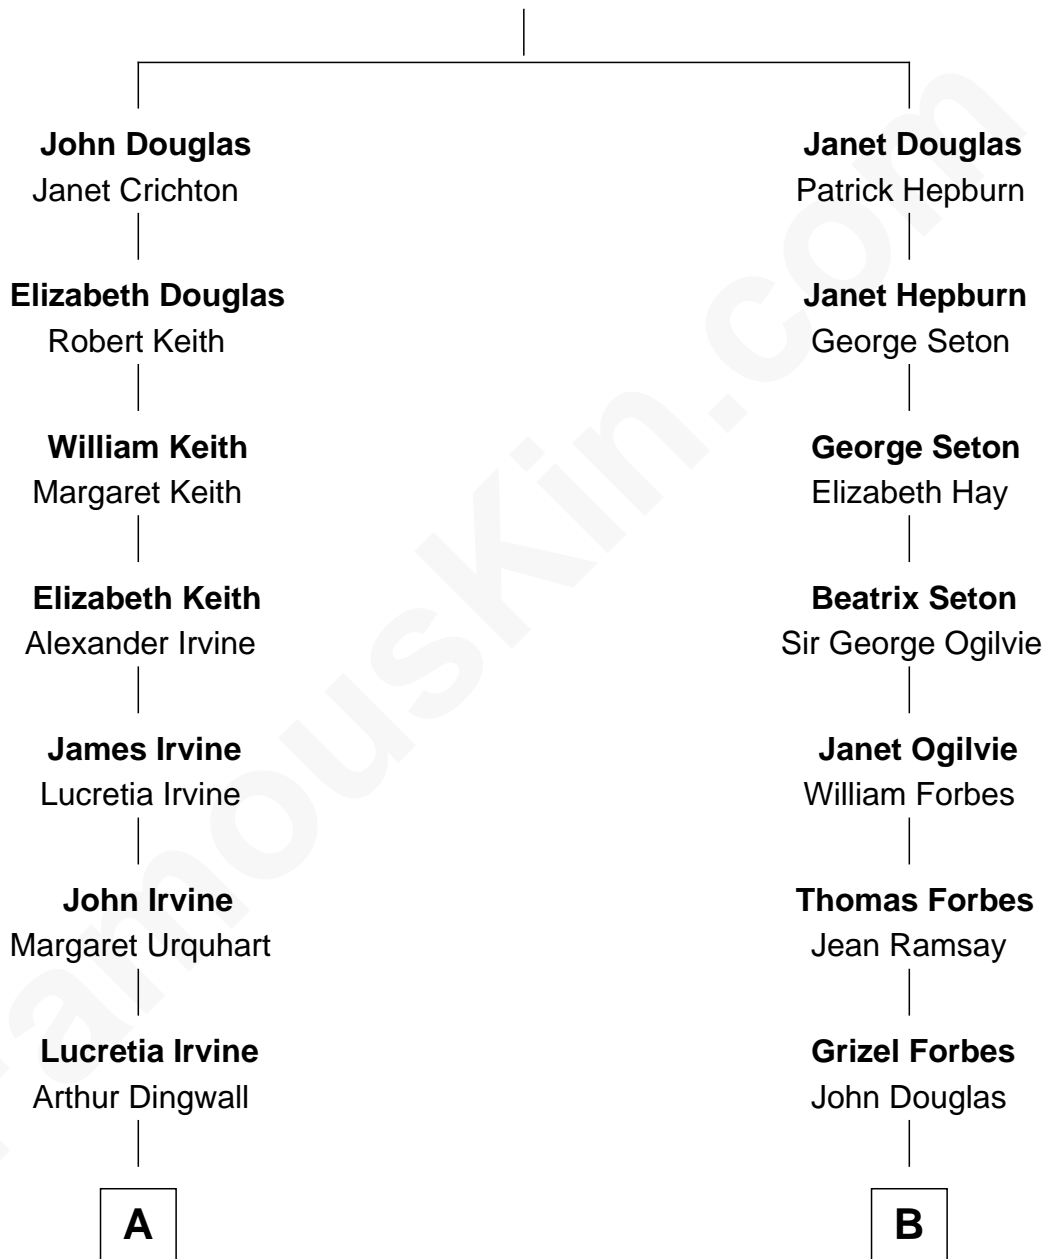 John Douglas
Janet Crichton
Elizabeth Douglas
Robert Keith
William Keith
Margaret Keith
Elizabeth Keith
Alexander Irvine
James Irvine
Lucretia Irvine
John Irvine
Margaret Urquhart
Lucretia Irvine
Arthur Dingwall
A
Janet Douglas
Patrick Hepburn
Janet Hepburn
George Seton
George Seton
Elizabeth Hay
Beatrix Seton
Sir George Ogilvie
Janet Ogilvie
William Forbes
Thomas Forbes
Jean Ramsay
Grizel Forbes
John Douglas
B
FamousKin.com